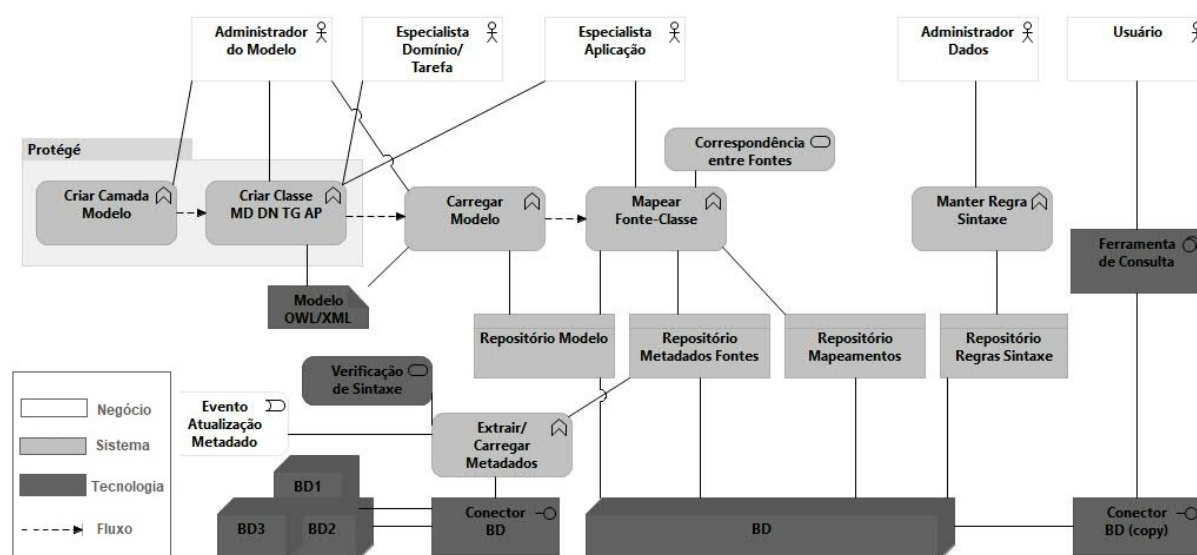 Administrador
do Modelo
Especialista
Domínio/
Tarefa
Especialista
Aplicação
Administrador
Dados
Usuário
Protégé
Correspondência
entre Fontes
Criar Camada
Modelo
Criar Classe
MD DN TG AP
Carregar
Modelo
Mapear
Fonte-Classe
Manter Regra
Sintaxe
Ferramenta
de Consulta
Modelo
OWL/XML
Repositório Modelo
Repositório
Metadados Fontes
Repositório
Mapeamentos
Repositório
Regras Sintaxe
Verificação
de Sintaxe
Negócio
Sistema
Tecnologia
Fluxo
Evento
Atualização
Metadado
Extrair/
Carregar
Metadados
BD1
BD3
BD2
Conector
BD
BD
Conector
BD (copy)